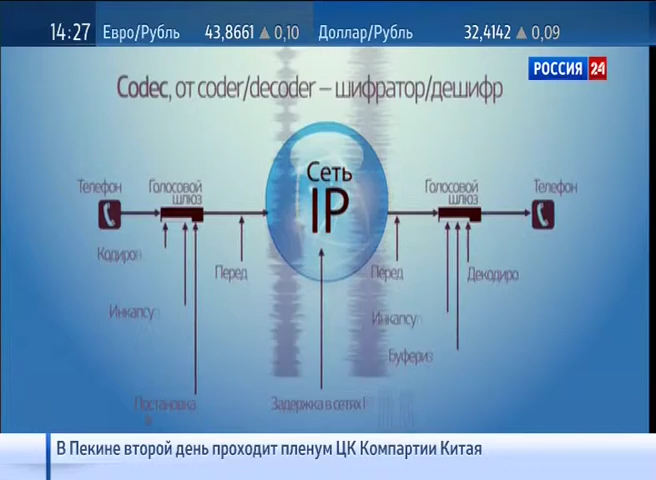 14:27 Евро/Рубль 43,8661 ▲ 0,10 Доллар/Рубль 32,4142 ▲ 0,09
РОССИЯ 24
Codec, от coder/decoder – шифратор/дешифр
Сеть
IP
Телефон
Голосовой
шлюз
Голосовой
шлюз
Телефон
Кодиров
Перед
Перед
Декодиро
Инкапсу
Инкапсу
Буфериз
Постановка
в
Задержка в сетях I
В Пекине второй день проходит пленум ЦК Компартии Китая